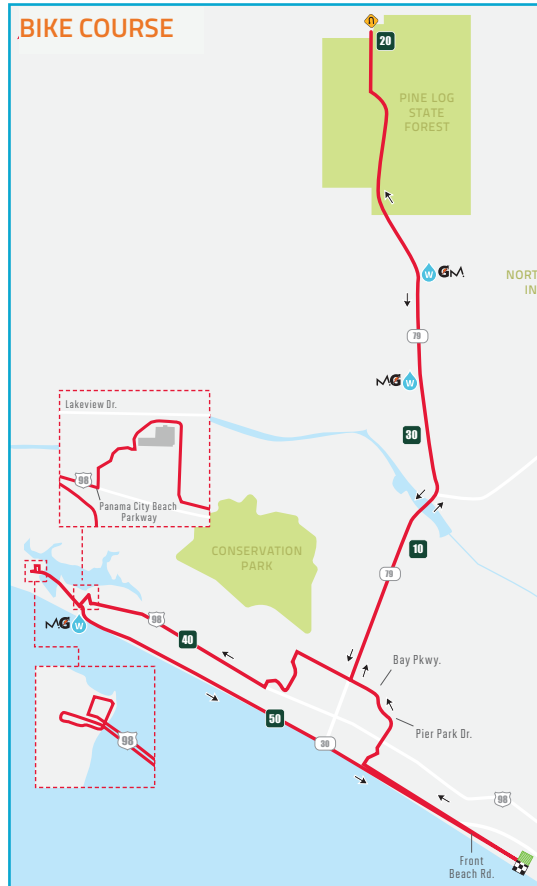 BIKE COURSE
20
PINE LOG
STATE
FOREST
W
G
NORT
IN
79
G
W
30
Lakeview Dr.
98
Panama City Beach
Parkway
10
CONSERVATION
PARK
79
98
G
W
40
Bay Pkwy.
50
Pier Park Dr.
30
98
98
Front
Beach Rd.